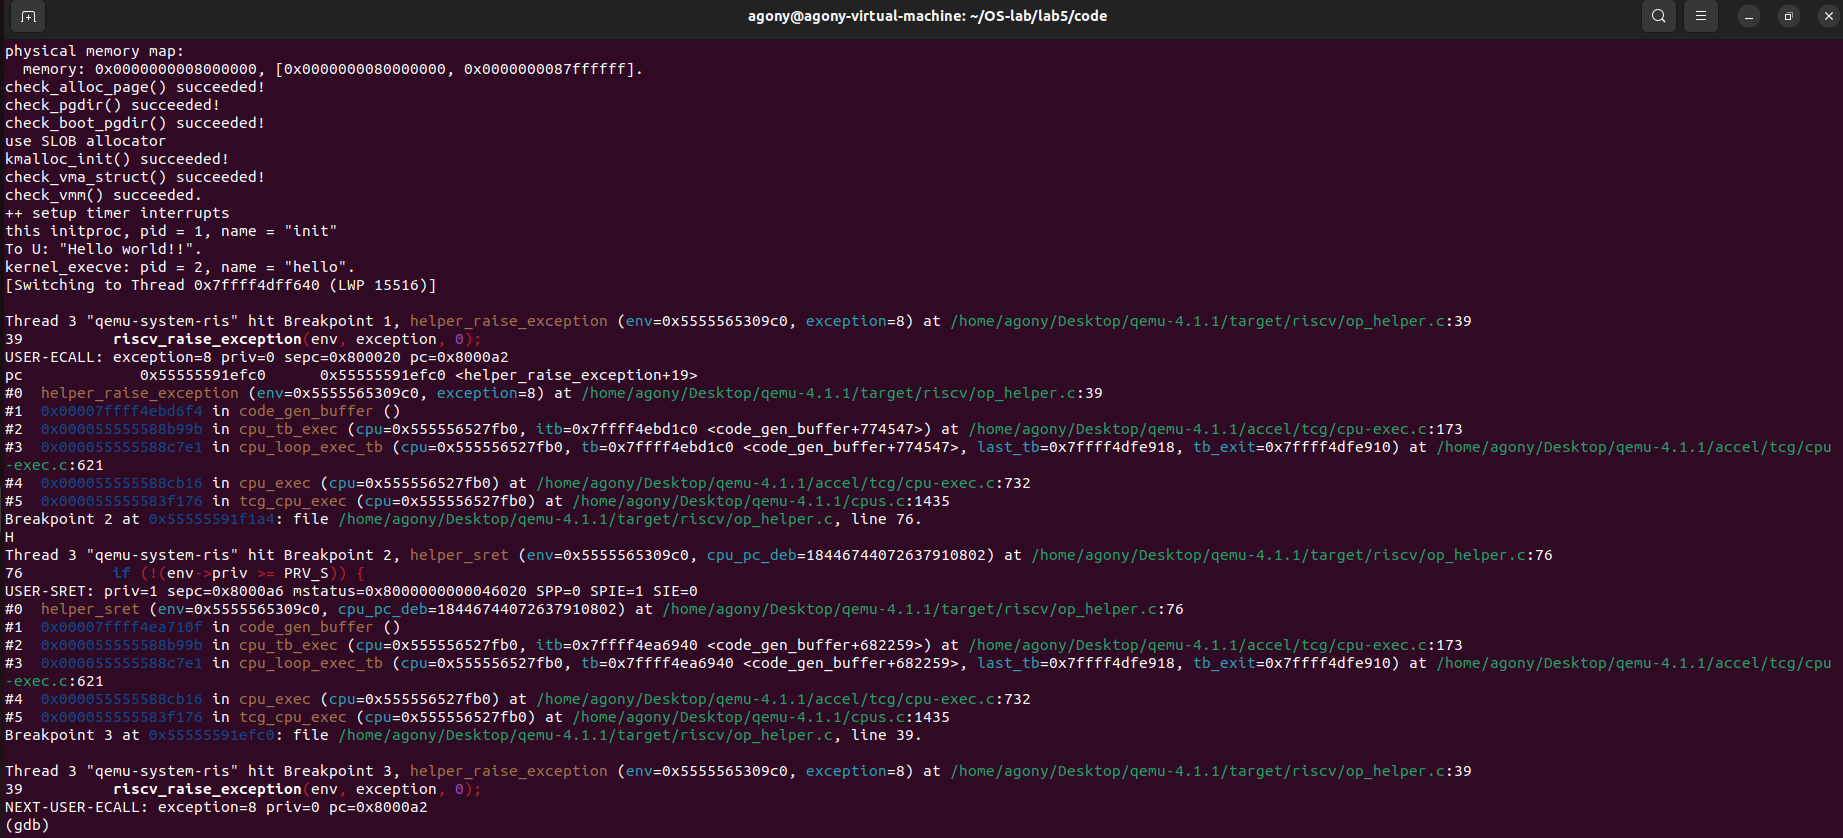 agony@agony-virtual-machine: ~/OS-lab/lab5/code
physical memory map:
  memory: 0x0000000008000000, [0x0000000080000000, 0x0000000087ffffff].
check_alloc_page() succeeded!
check_pgdir() succeeded!
check_boot_pgdir() succeeded!
use SLOB allocator
kmalloc_init() succeeded!
check_vma_struct() succeeded!
check_vmm() succeeded.
++ setup timer interrupts
this initproc, pid = 1, name = "init"
To U: "Hello world!!".
kernel_execve: pid = 2, name = "hello".
[Switching to Thread 0x7ffff4dff640 (LWP 15516)]
Thread 3 "qemu-system-ris" hit Breakpoint 1, helper_raise_exception (env=0x5555565309c0, exception=8) at /home/agony/Desktop/qemu-4.1.1/target/riscv/op_helper.c:39
39          riscv_raise_exception(env, exception, 0);
USER-ECALL: exception=8 priv=0 sepc=0x800020 pc=0x8000a2
pc             0x55555591efc0      0x55555591efc0 <helper_raise_exception+19>
#0  helper_raise_exception (env=0x5555565309c0, exception=8) at /home/agony/Desktop/qemu-4.1.1/target/riscv/op_helper.c:39
#1  0x00007ffff4ebd6f4 in code_gen_buffer ()
#2  0x000055555588b99b in cpu_tb_exec (cpu=0x555556527fb0, itb=0x7ffff4ebd1c0 <code_gen_buffer+774547>) at /home/agony/Desktop/qemu-4.1.1/accel/tcg/cpu-exec.c:173
#3  0x000055555588c7e1 in cpu_loop_exec_tb (cpu=0x555556527fb0, tb=0x7ffff4ebd1c0 <code_gen_buffer+774547>, last_tb=0x7ffff4dfe918, tb_exit=0x7ffff4dfe910) at /home/agony/Desktop/qemu-4.1.1/accel/tcg/cpu
-exec.c:621
#4  0x000055555588cb16 in cpu_exec (cpu=0x555556527fb0) at /home/agony/Desktop/qemu-4.1.1/accel/tcg/cpu-exec.c:732
#5  0x000055555583f176 in tcg_cpu_exec (cpu=0x555556527fb0) at /home/agony/Desktop/qemu-4.1.1/cpus.c:1435
Breakpoint 2 at 0x55555591f1a4: file /home/agony/Desktop/qemu-4.1.1/target/riscv/op_helper.c, line 76.
H
Thread 3 "qemu-system-ris" hit Breakpoint 2, helper_sret (env=0x5555565309c0, cpu_pc_deb=18446744072637910802) at /home/agony/Desktop/qemu-4.1.1/target/riscv/op_helper.c:76
76          if (!(env->priv >= PRV_S)) {
USER-SRET: priv=1 sepc=0x8000a6 mstatus=0x8000000000046020 SPP=0 SPIE=1 SIE=0
#0  helper_sret (env=0x5555565309c0, cpu_pc_deb=18446744072637910802) at /home/agony/Desktop/qemu-4.1.1/target/riscv/op_helper.c:76
#1  0x00007ffff4ea710f in code_gen_buffer ()
#2  0x000055555588b99b in cpu_tb_exec (cpu=0x555556527fb0, itb=0x7ffff4ea6940 <code_gen_buffer+682259>) at /home/agony/Desktop/qemu-4.1.1/accel/tcg/cpu-exec.c:173
#3  0x000055555588c7e1 in cpu_loop_exec_tb (cpu=0x555556527fb0, tb=0x7ffff4ea6940 <code_gen_buffer+682259>, last_tb=0x7ffff4dfe918, tb_exit=0x7ffff4dfe910) at /home/agony/Desktop/qemu-4.1.1/accel/tcg/cpu
-exec.c:621
#4  0x000055555588cb16 in cpu_exec (cpu=0x555556527fb0) at /home/agony/Desktop/qemu-4.1.1/accel/tcg/cpu-exec.c:732
#5  0x000055555583f176 in tcg_cpu_exec (cpu=0x555556527fb0) at /home/agony/Desktop/qemu-4.1.1/cpus.c:1435
Breakpoint 3 at 0x55555591efc0: file /home/agony/Desktop/qemu-4.1.1/target/riscv/op_helper.c, line 39.
Thread 3 "qemu-system-ris" hit Breakpoint 3, helper_raise_exception (env=0x5555565309c0, exception=8) at /home/agony/Desktop/qemu-4.1.1/target/riscv/op_helper.c:39
39          riscv_raise_exception(env, exception, 0);
NEXT-USER-ECALL: exception=8 priv=0 pc=0x8000a2
(gdb)